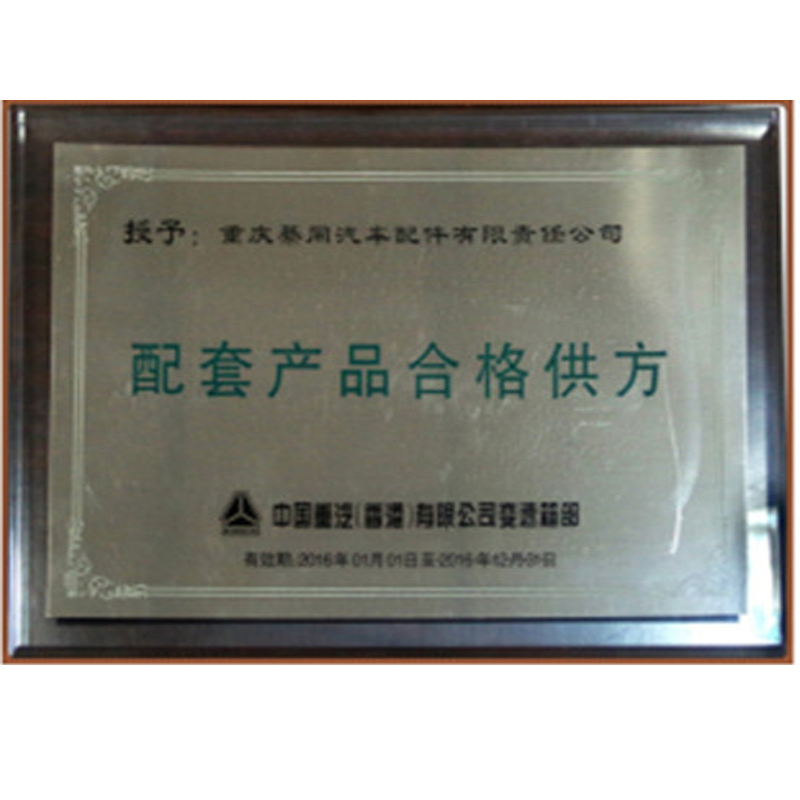 授予：重庆綦闸汽车配件有限责任公司
配套产品合格供方
中国重汽(香港)有限公司变速箱部
有效期:2016年01月01日至2016年12月31日